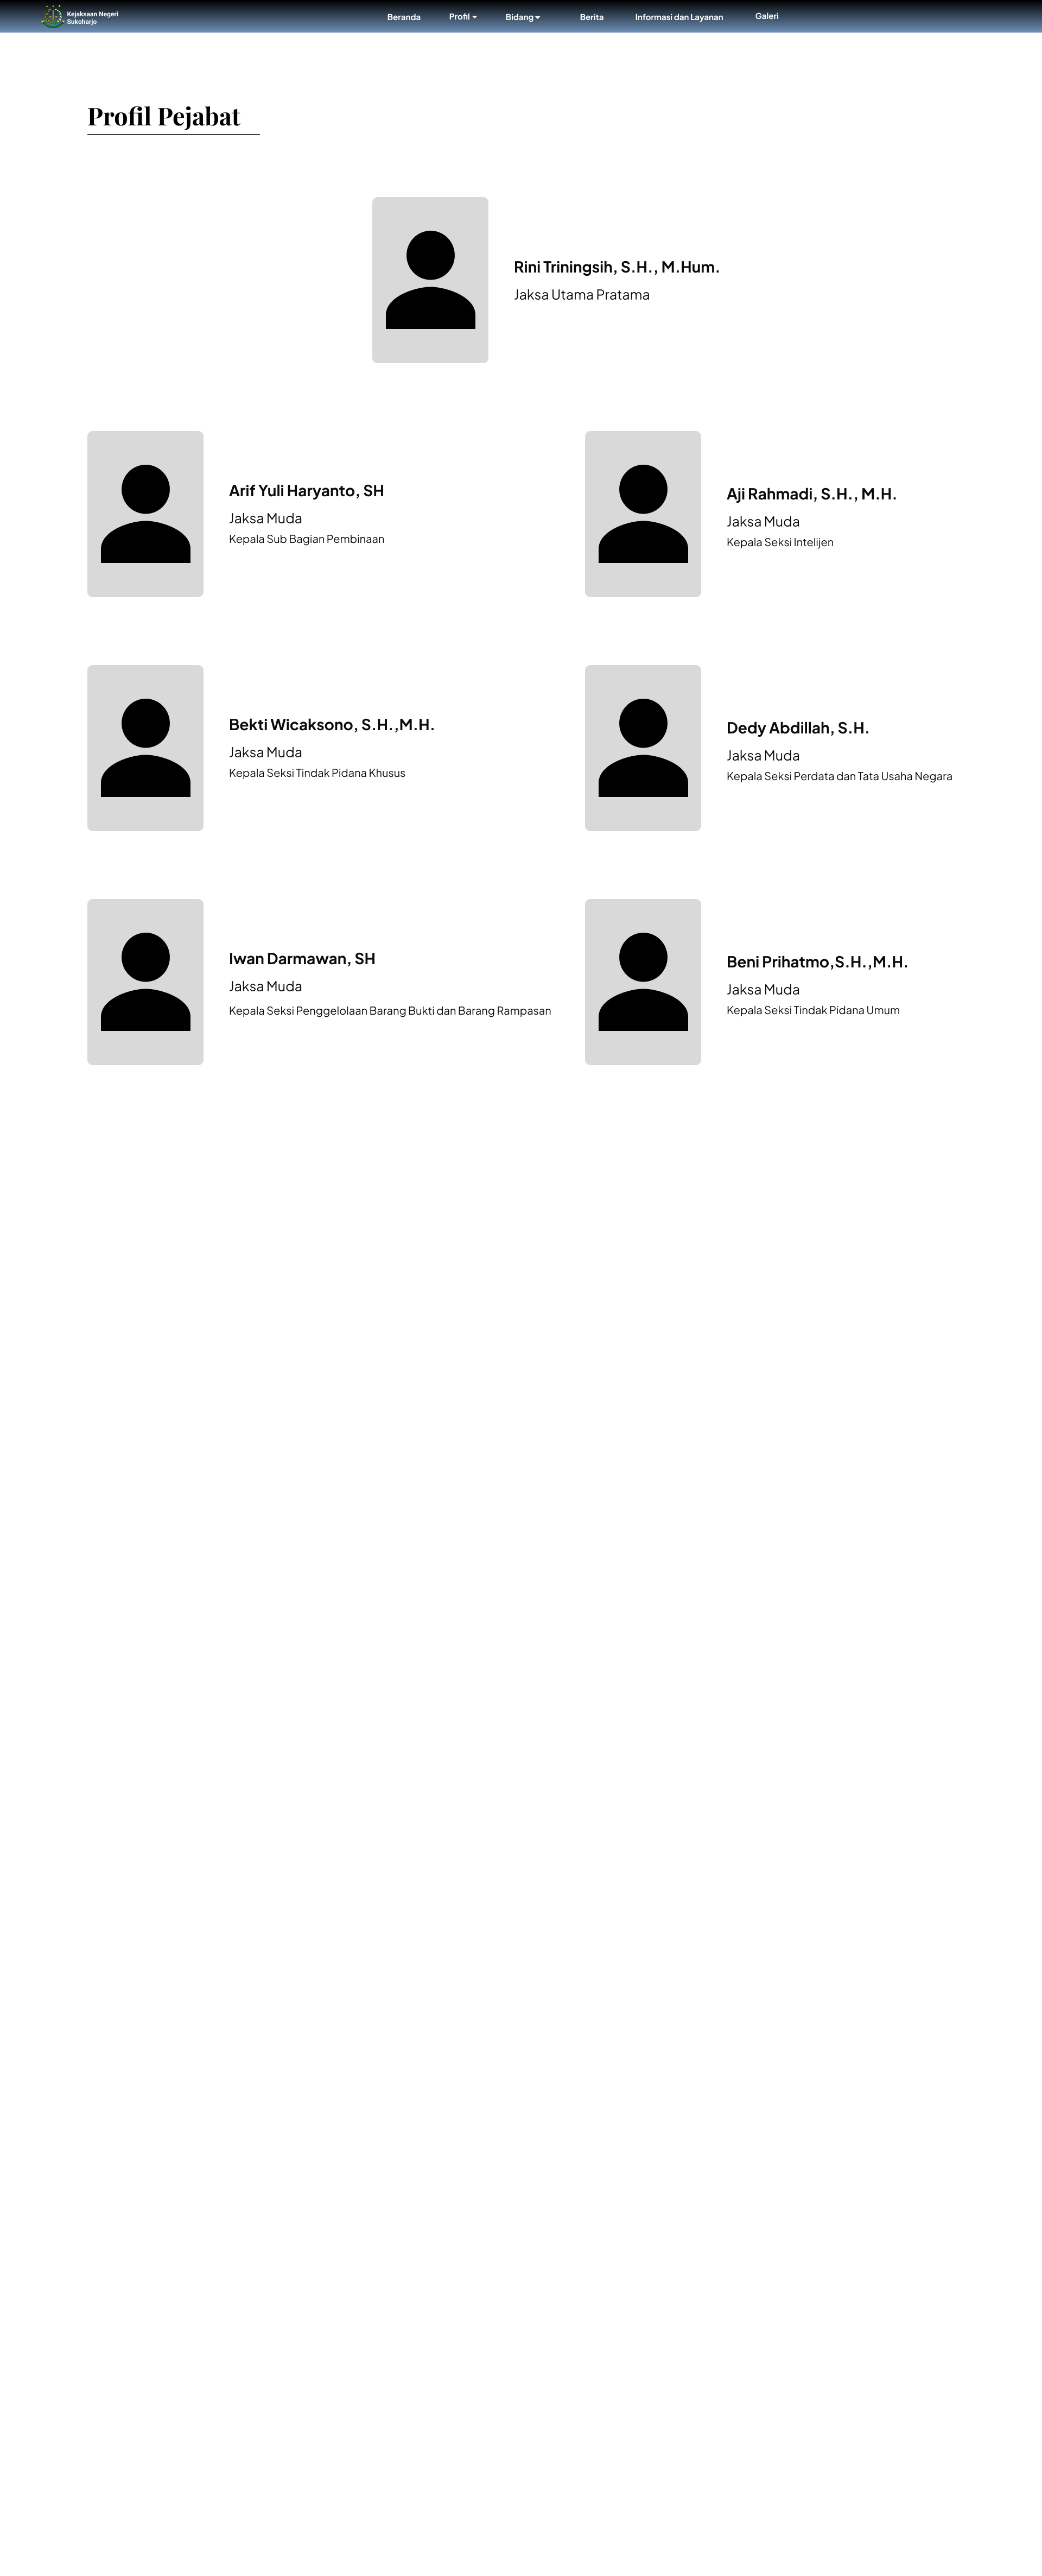 Kejaksaan Negeri
Sukoharjo
Beranda Profil Bidang Berita Informasi dan Layanan Galeri
Profil Pejabat
Rini Triningsih, S.H., M.Hum.
Jaksa Utama Pratama
Arif Yuli Haryanto, SH
Jaksa Muda
Kepala Sub Bagian Pembinaan
Aji Rahmadi, S.H., M.H.
Jaksa Muda
Kepala Seksi Intelijen
Bekti Wicaksono, S.H.,M.H.
Jaksa Muda
Kepala Seksi Tindak Pidana Khusus
Dedy Abdillah, S.H.
Jaksa Muda
Kepala Seksi Perdata dan Tata Usaha Negara
Iwan Darmawan, SH
Jaksa Muda
Kepala Seksi Penggelolaan Barang Bukti dan Barang Rampasan
Beni Prihatmo,S.H.,M.H.
Jaksa Muda
Kepala Seksi Tindak Pidana Umum